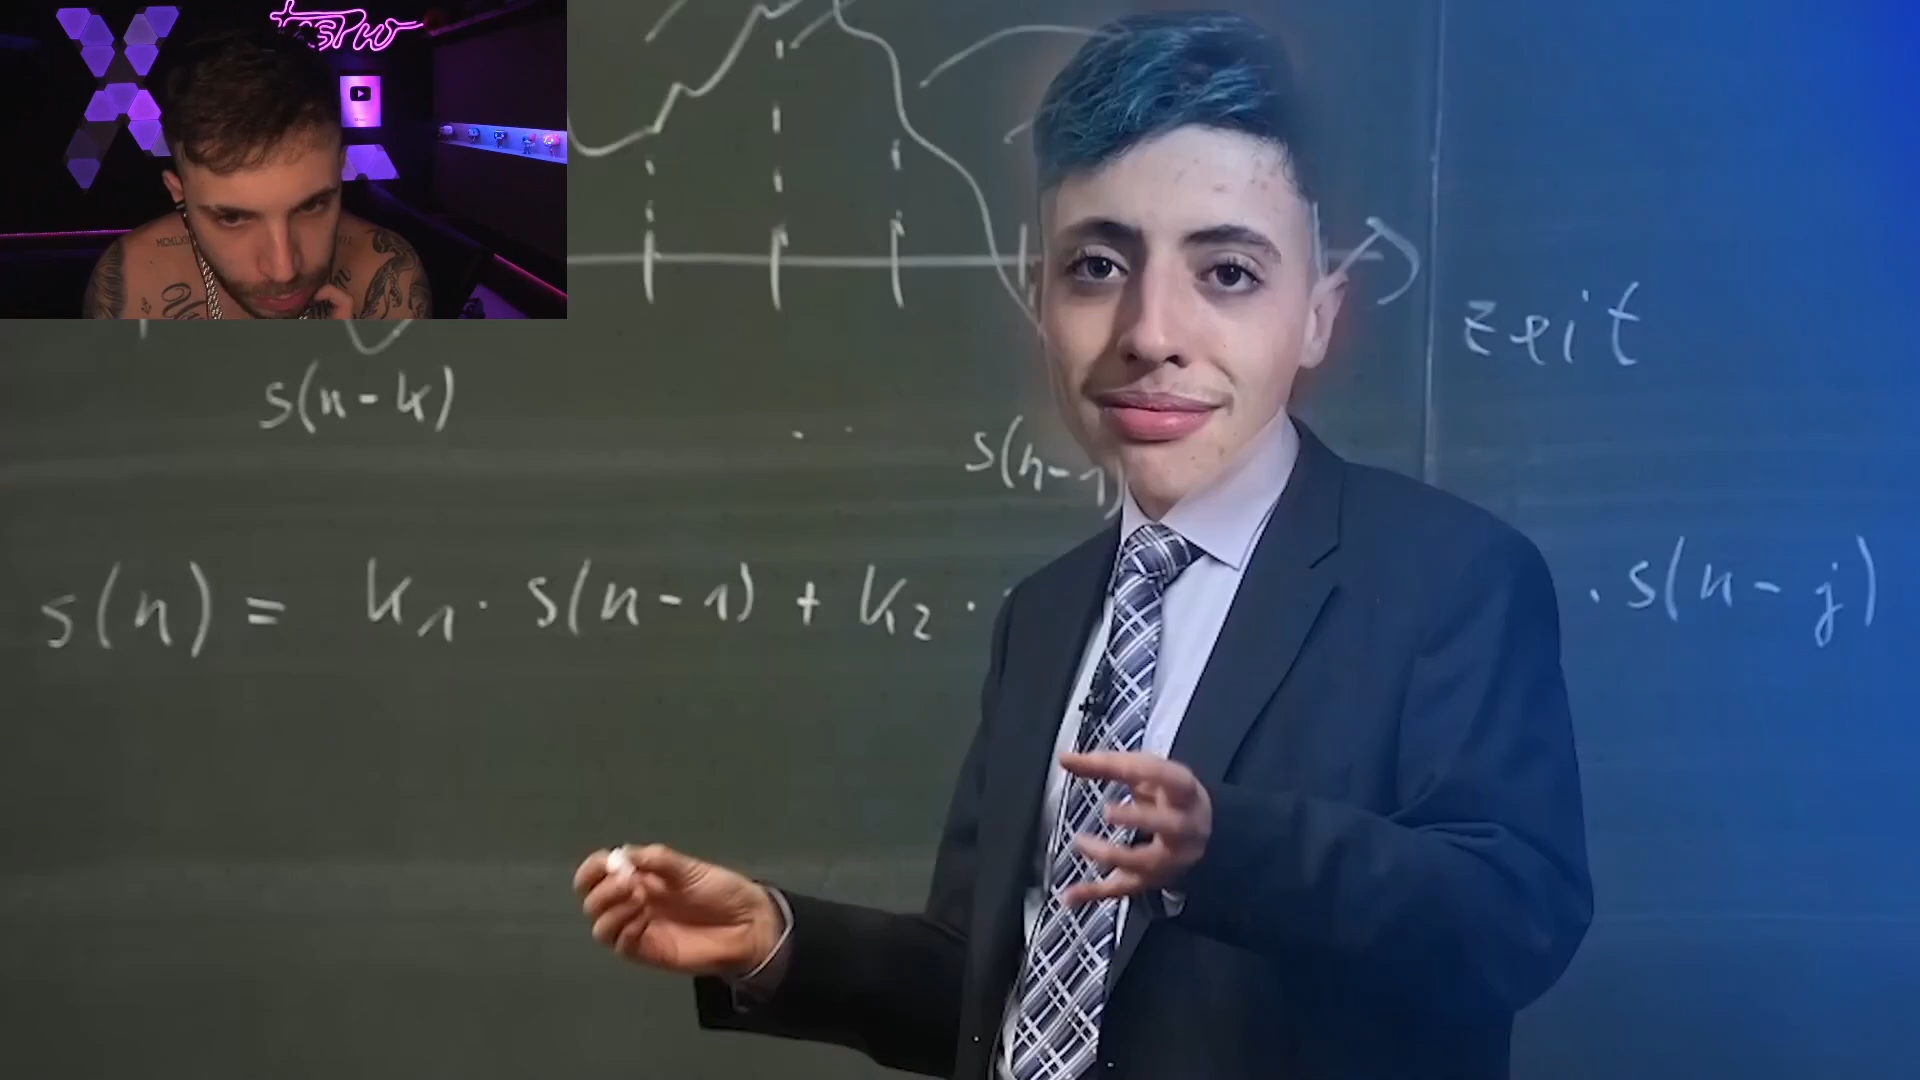 s(n-k)
s(n-1)
Zeit
s(n) = k₁ · s(n-1) + k₂ · · s(n-j)